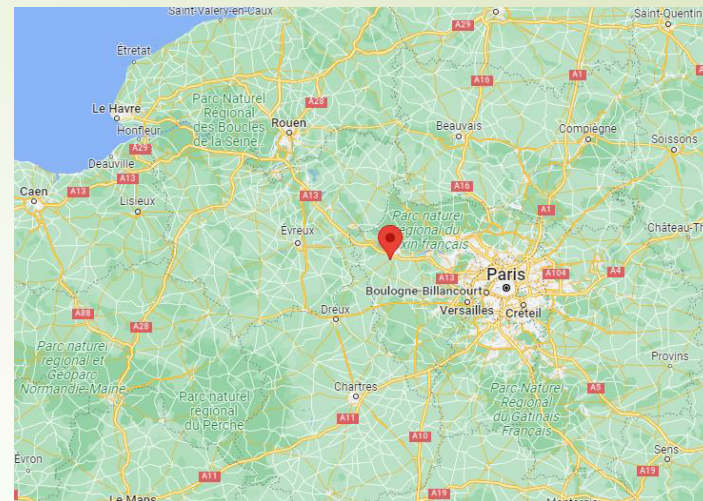 Saint-Valery-en-Caux
A29
Saint-Quentin
Étretat
A16
A1
A2
Le Havre
Parc Naturel
Régional
des Boucles
de la Seine
A28
Rouen
Beauvais
Compiègne
Soissons
Honfleur
A29
Deauville
A13
A13
Caen
Lisieux
A13
A16
A1
Parc naturel
régional du
xin français
Château-Th
Évreux
Paris
A13
A104
A4
Boulogne-Billancourt
Versailles
Créteil
Dreux
A88
A28
Parc naturel
régional et
Géoparc
Normandie-Maine
Provins
Parc naturel
régional
du Perche
Chartres
Parc Naturel
Régional
du Gâtinais
Français
A5
A11
A10
Évron
A11
Sens
A19
A19
Le Mans